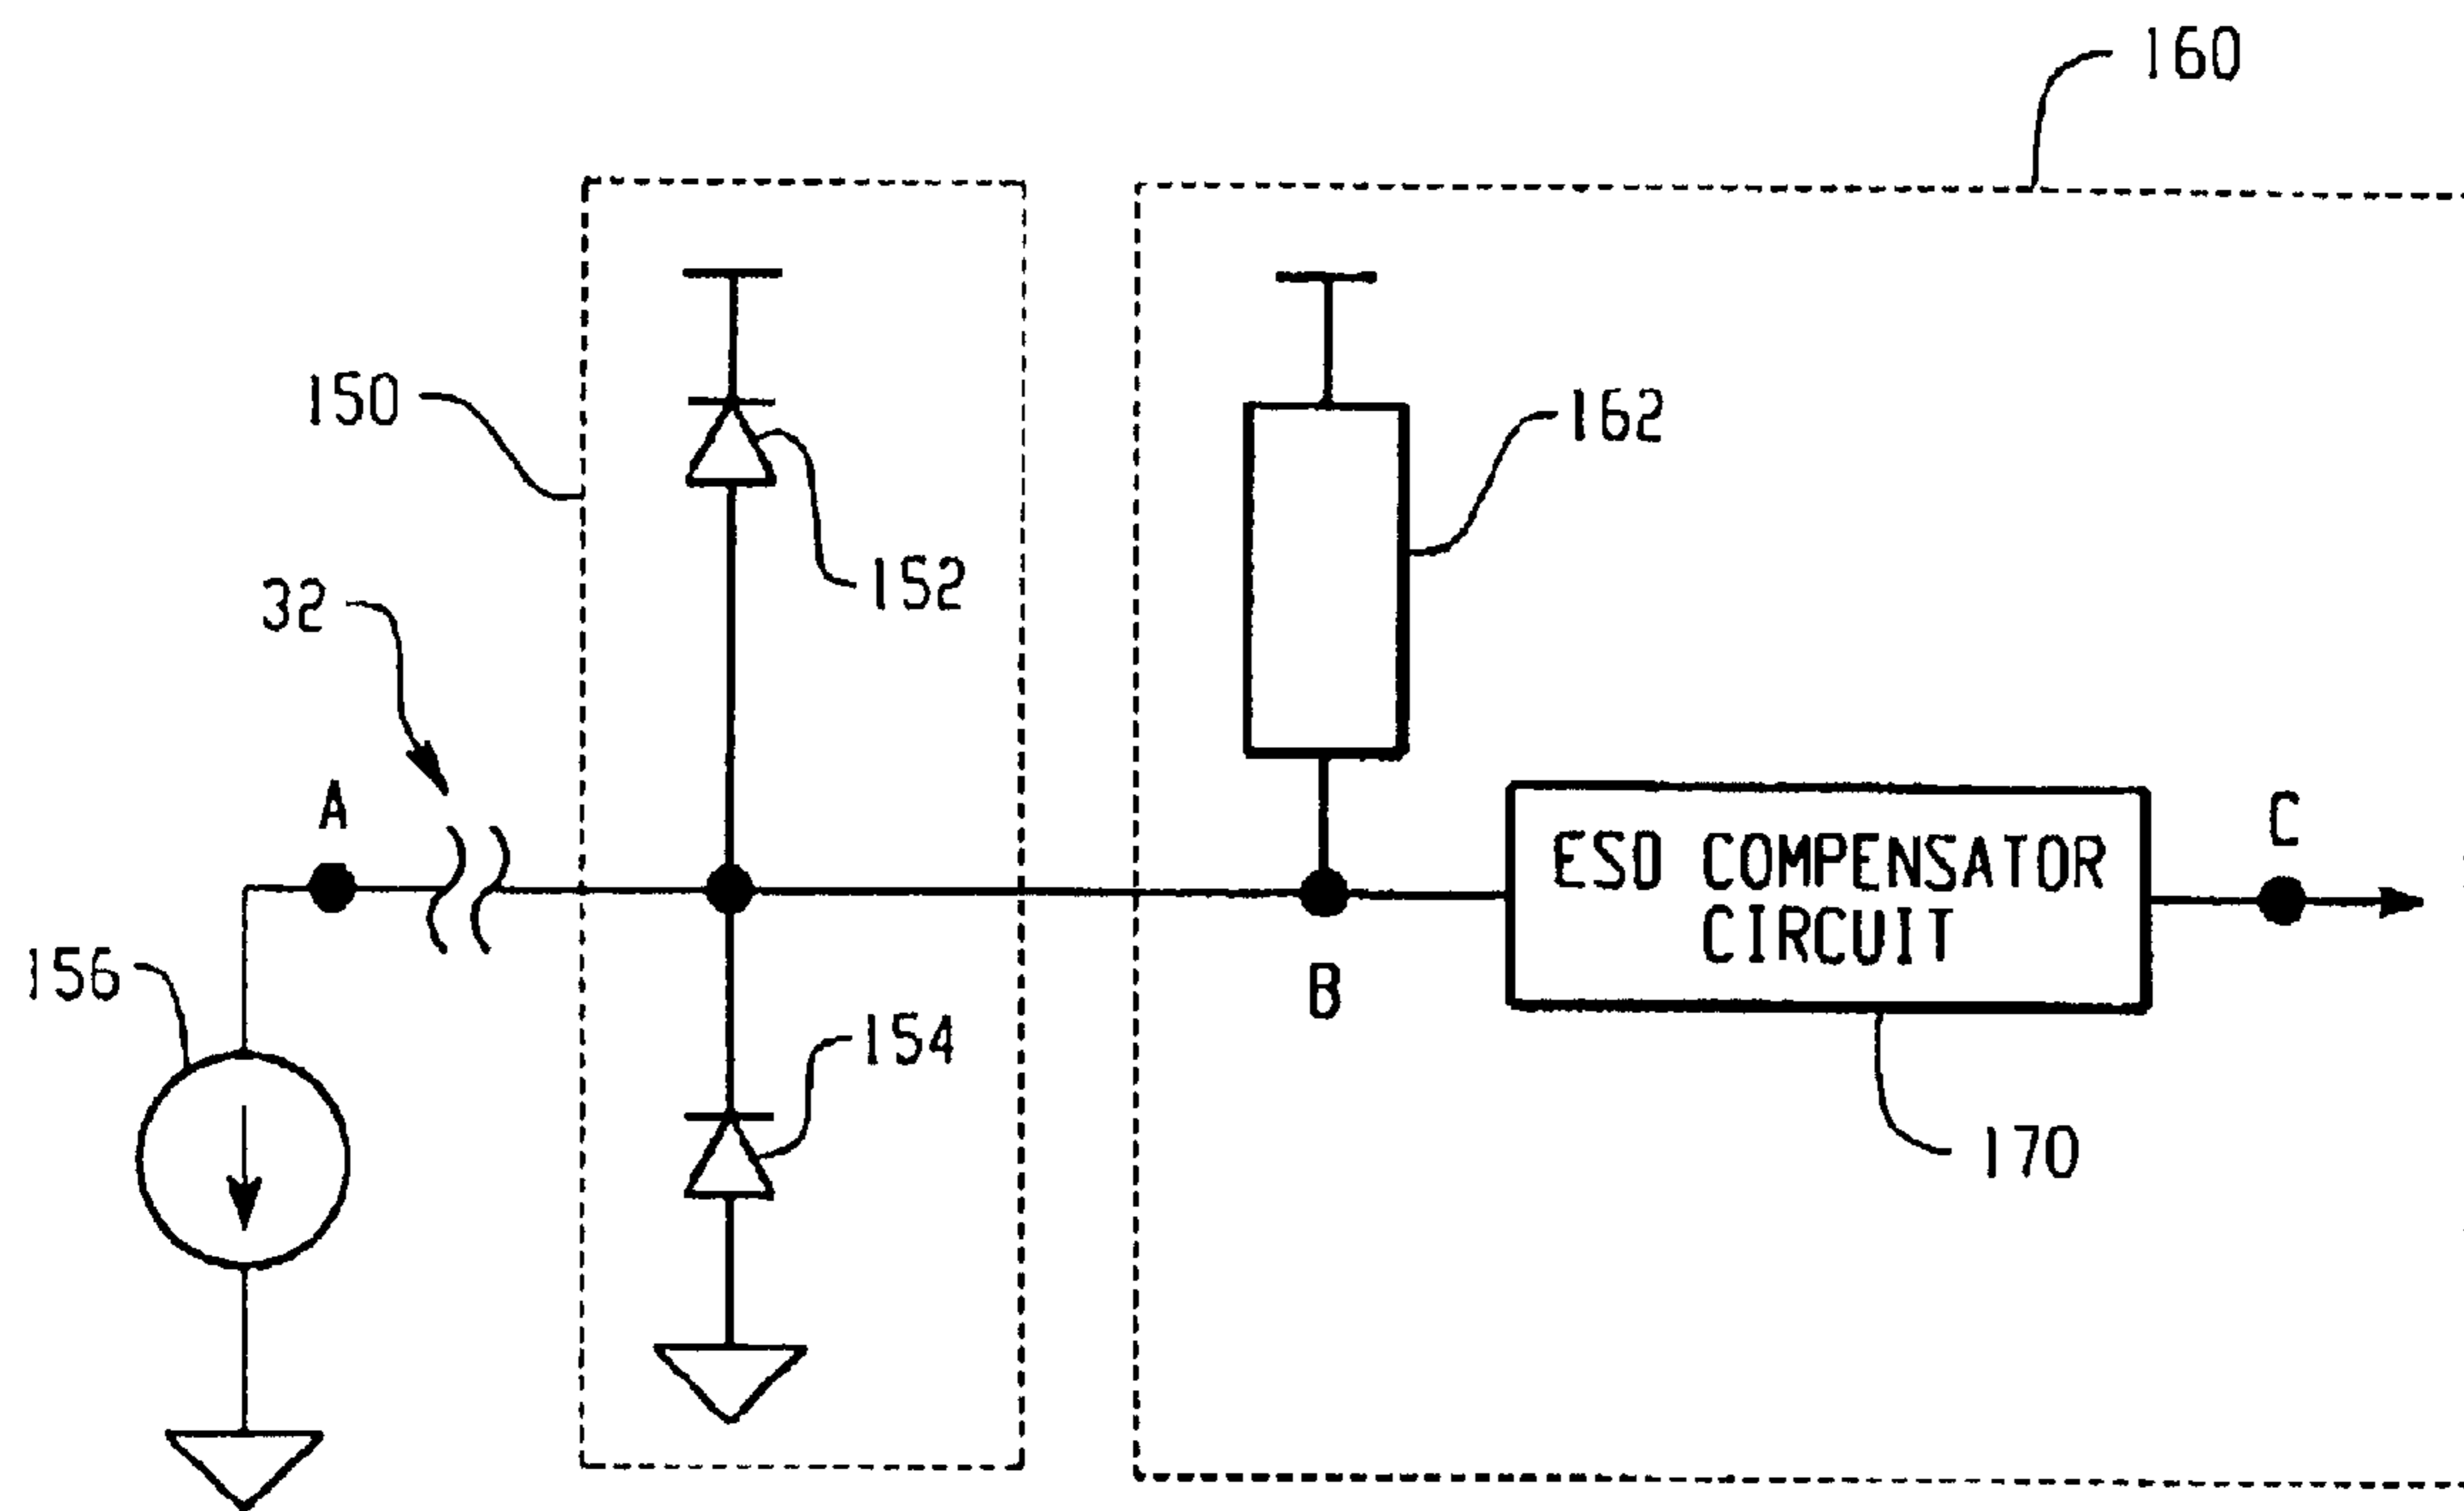 160
150
162
152
32
A
C
ESD COMPENSATOR
CIRCUIT
156
B
154
170